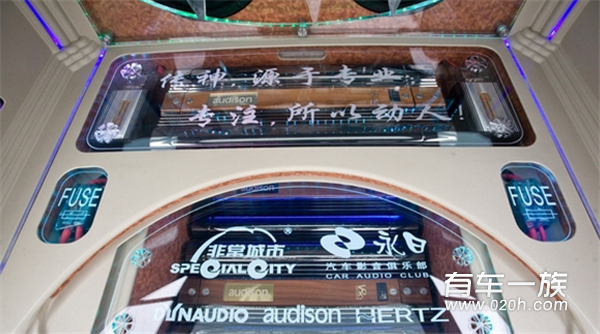 传神，源于专业；
audison
专注，所以动人！
FUSE
FUSE
audison
非常城市®
SPECIALCITY
永日
汽车影音俱乐部
CAR AUDIO CLUB
DYNAUDIO
audison
HERTZ
有车一族
www.020h.com